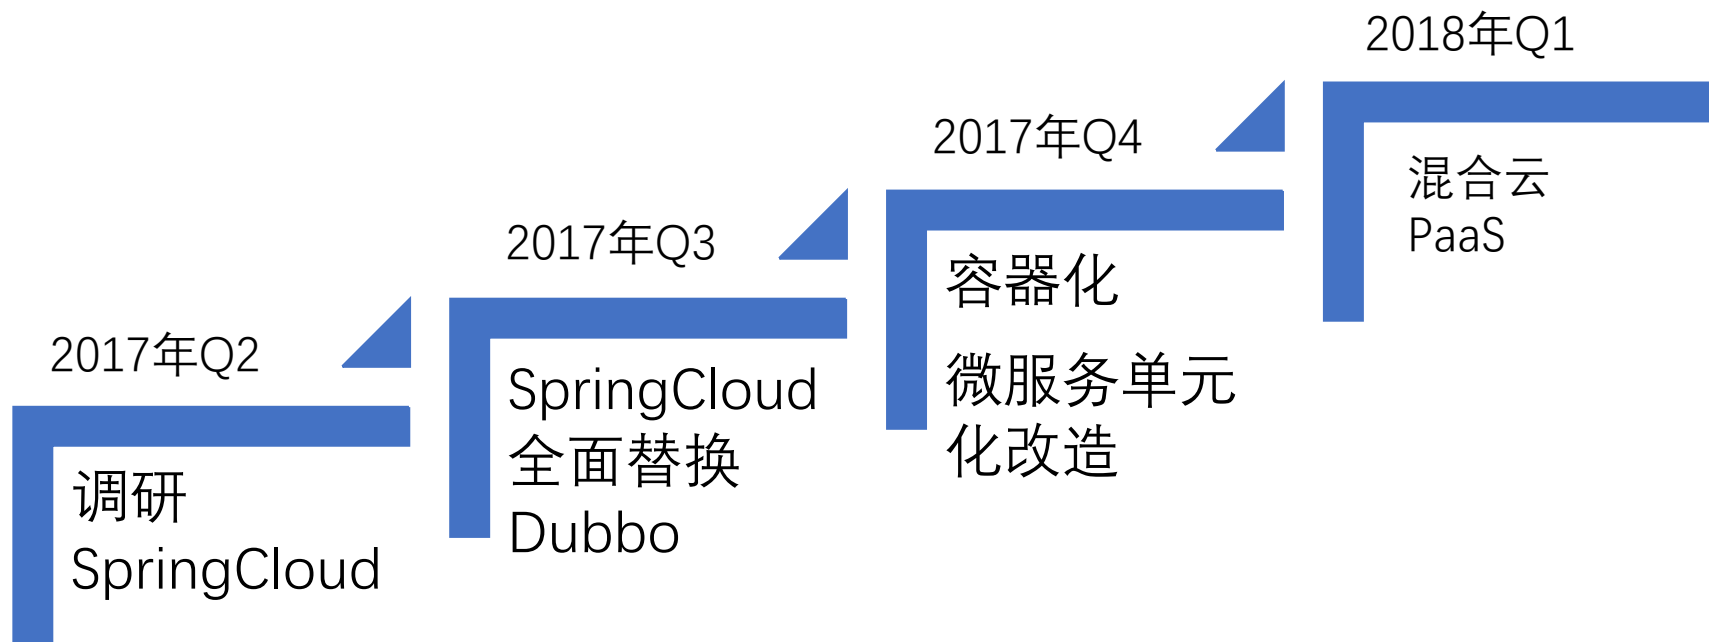 2017年Q2
调研
SpringCloud
2017年Q3
SpringCloud
全面替换
Dubbo
2017年Q4
容器化
微服务单元
化改造
2018年Q1
混合云
PaaS